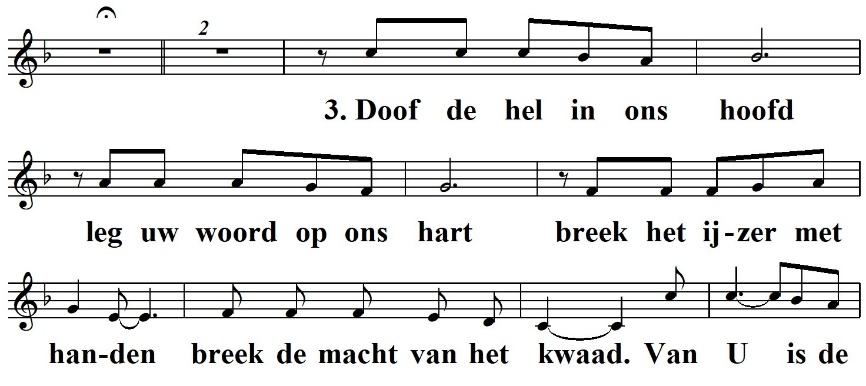 2
3. Doof de hel in ons hoofd
leg uw woord op ons hart breek het ij-zer met
han-den breek de macht van het kwaad. Van U is de